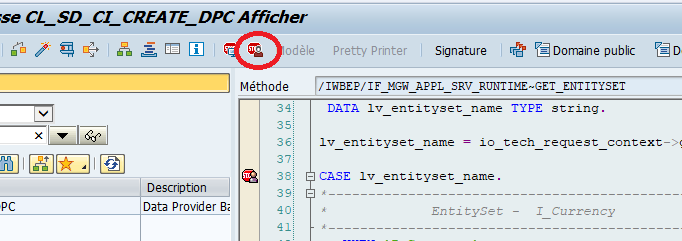 sse CL_SD_CI_CREATE_DPC Afficher
Modèle Pretty Printer Signature Domaine public
Méthode /IWBEP/IF_MGW_APPL_SRV_RUNTIME~GET_ENTITYSET
34 DATA lv_entityset_name TYPE string.
35
36 lv_entityset_name = io_tech_request_context->g
37
38 CASE lv_entityset_name.
39 *----------------------------------------------
40 * EntitySet - I_Currency
41 *----------------------------------------------
Description
DPC Data Provider Ba